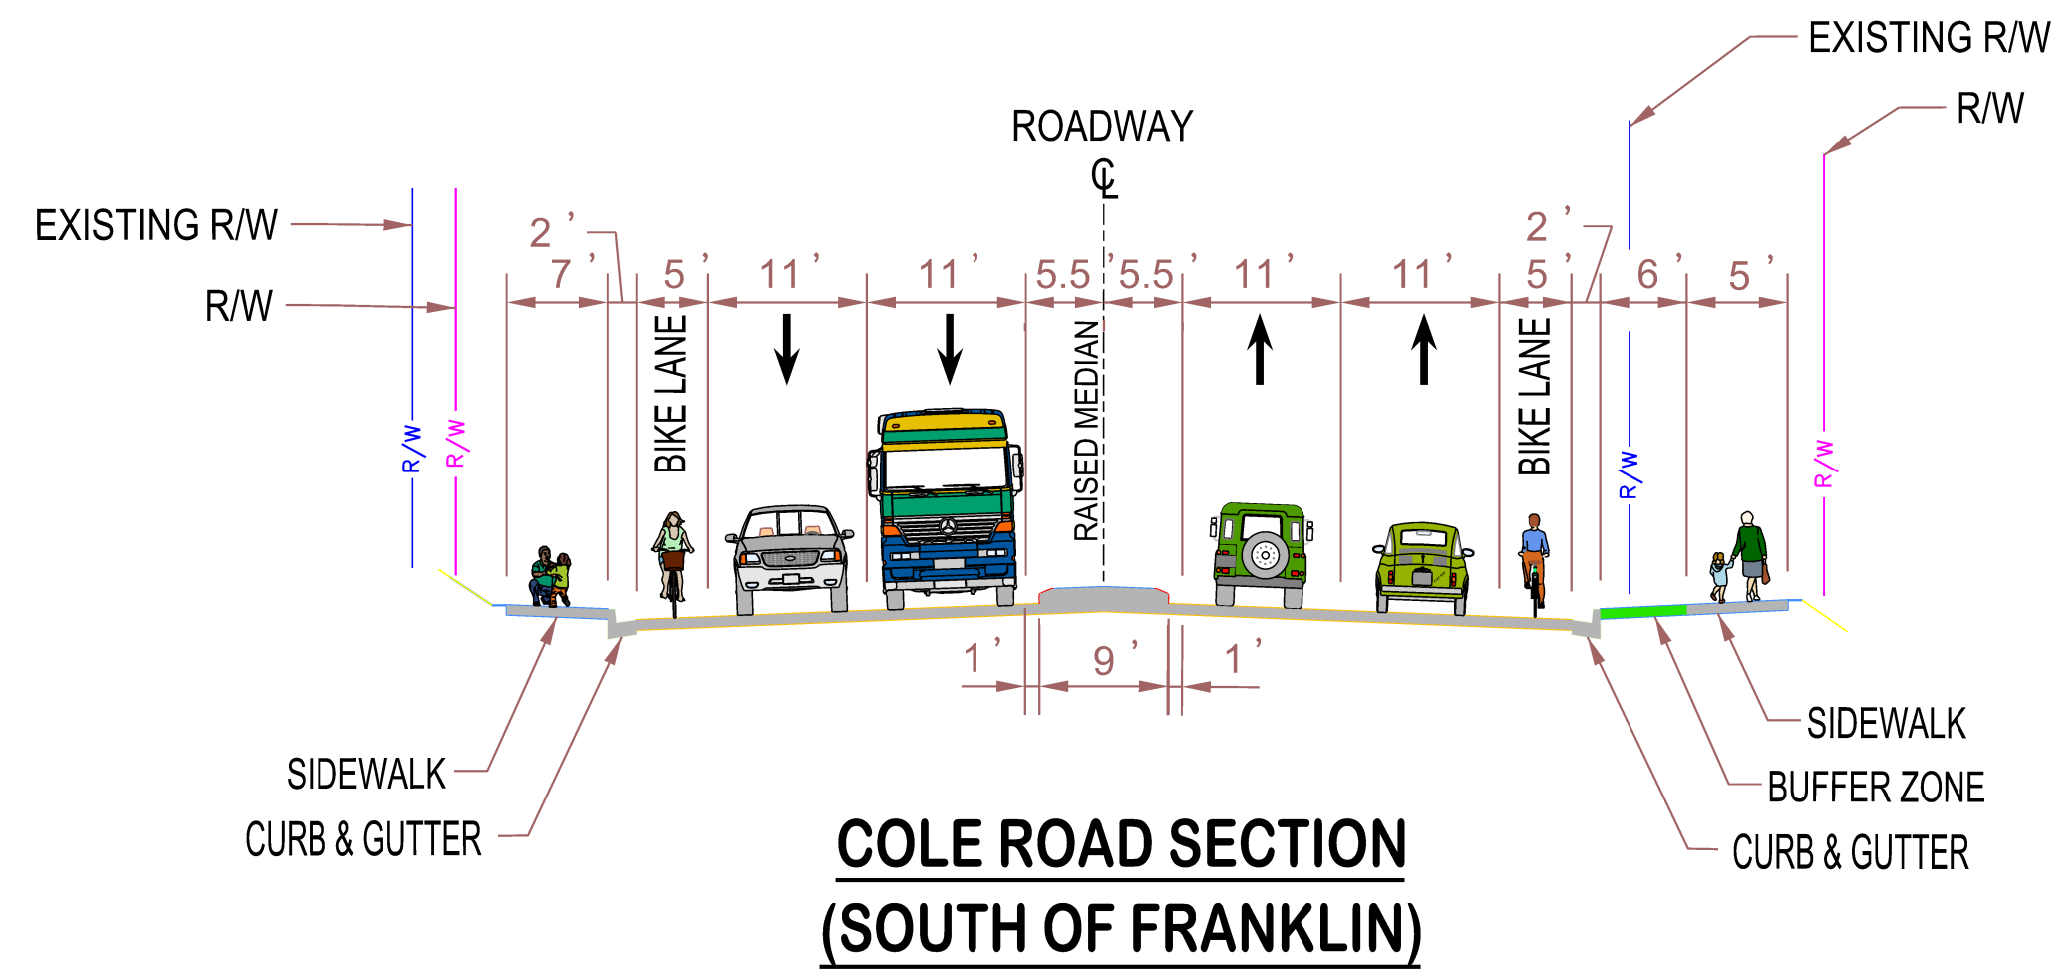 EXISTING R/W
R/W
ROADWAY
CL
EXISTING R/W
R/W
2' 2'
7' 5' 11' 11' 5.5' 5.5' 11' 11' 5' 6' 5'
BIKE LANE
RAISED MEDIAN
BIKE LANE
R/W
R/W
R/W
R/W
1' 9' 1'
SIDEWALK
CURB & GUTTER
SIDEWALK
BUFFER ZONE
CURB & GUTTER
COLE ROAD SECTION
(SOUTH OF FRANKLIN)